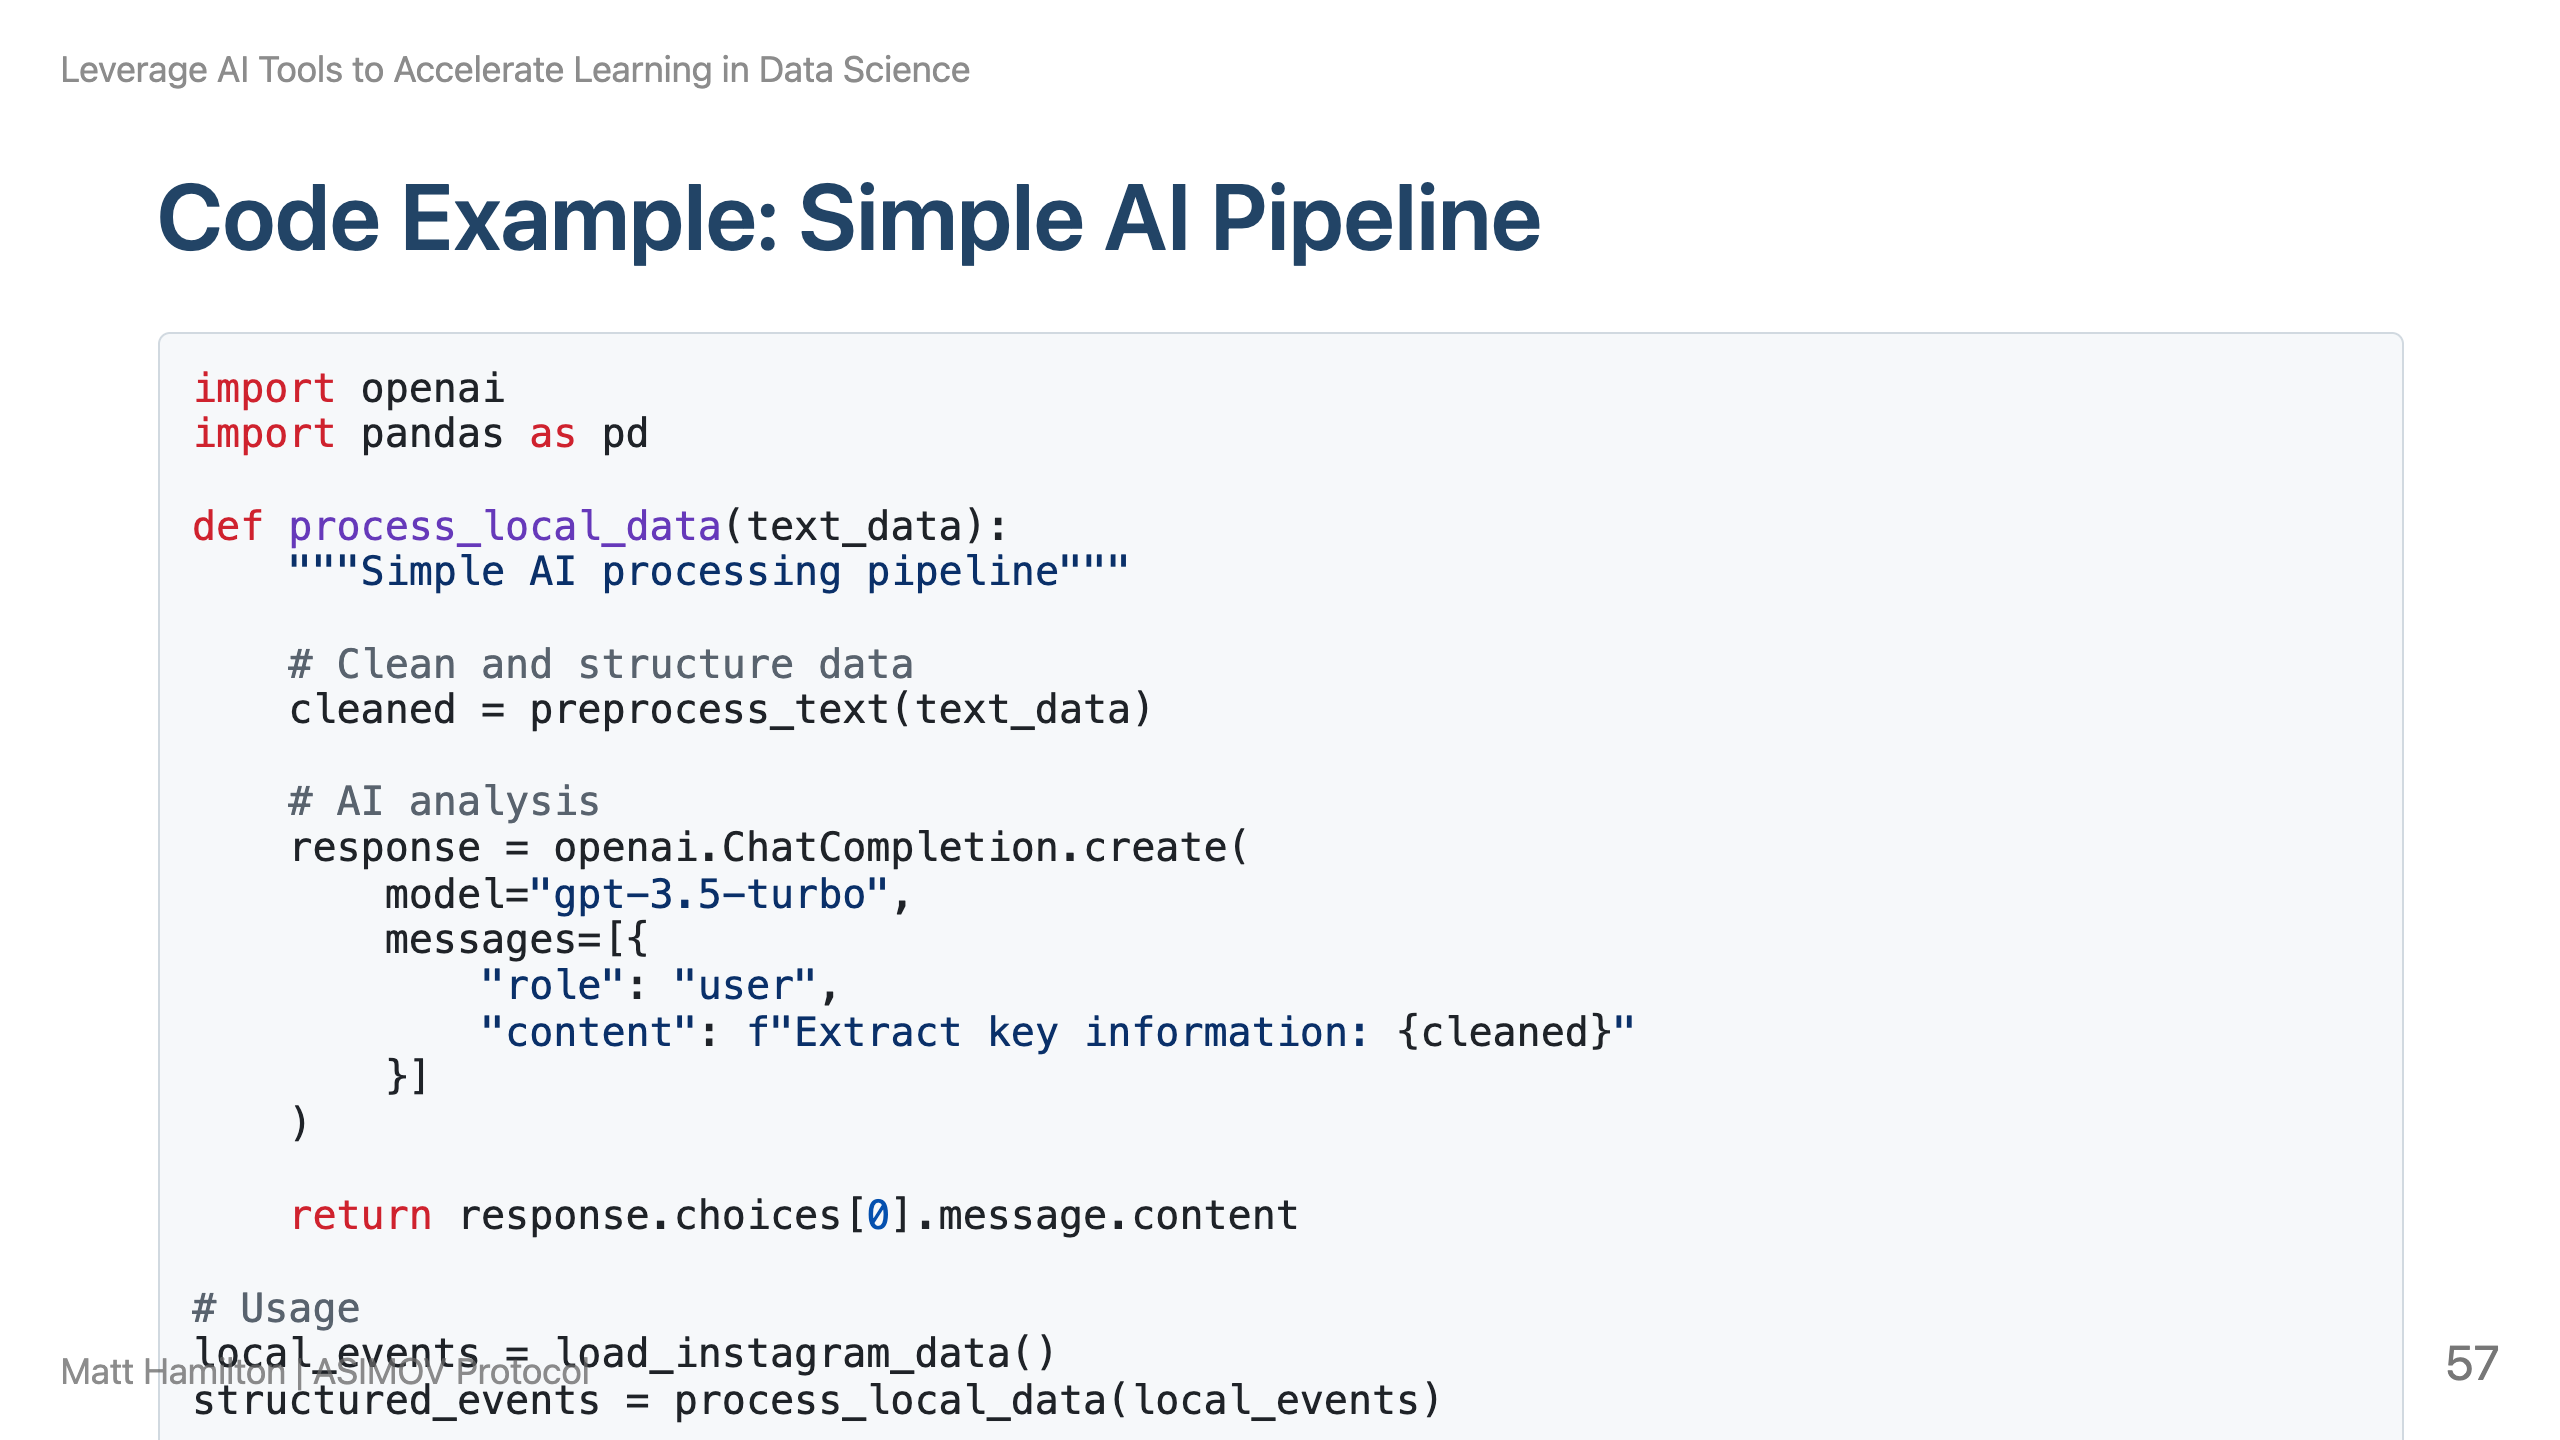 Leverage AI Tools to Accelerate Learning in Data Science
Code Example: Simple AI Pipeline
import openai
import pandas as pd

def process_local_data(text_data):
    """Simple AI processing pipeline"""

    # Clean and structure data
    cleaned = preprocess_text(text_data)

    # AI analysis
    response = openai.ChatCompletion.create(
        model="gpt-3.5-turbo",
        messages=[{
            "role": "user",
            "content": f"Extract key information: {cleaned}"
        }]
    )

    return response.choices[0].message.content

# Usage
local_events = load_instagram_data()
structured_events = process_local_data(local_events)
Matt Hamilton | ASIMOV Protocol
57